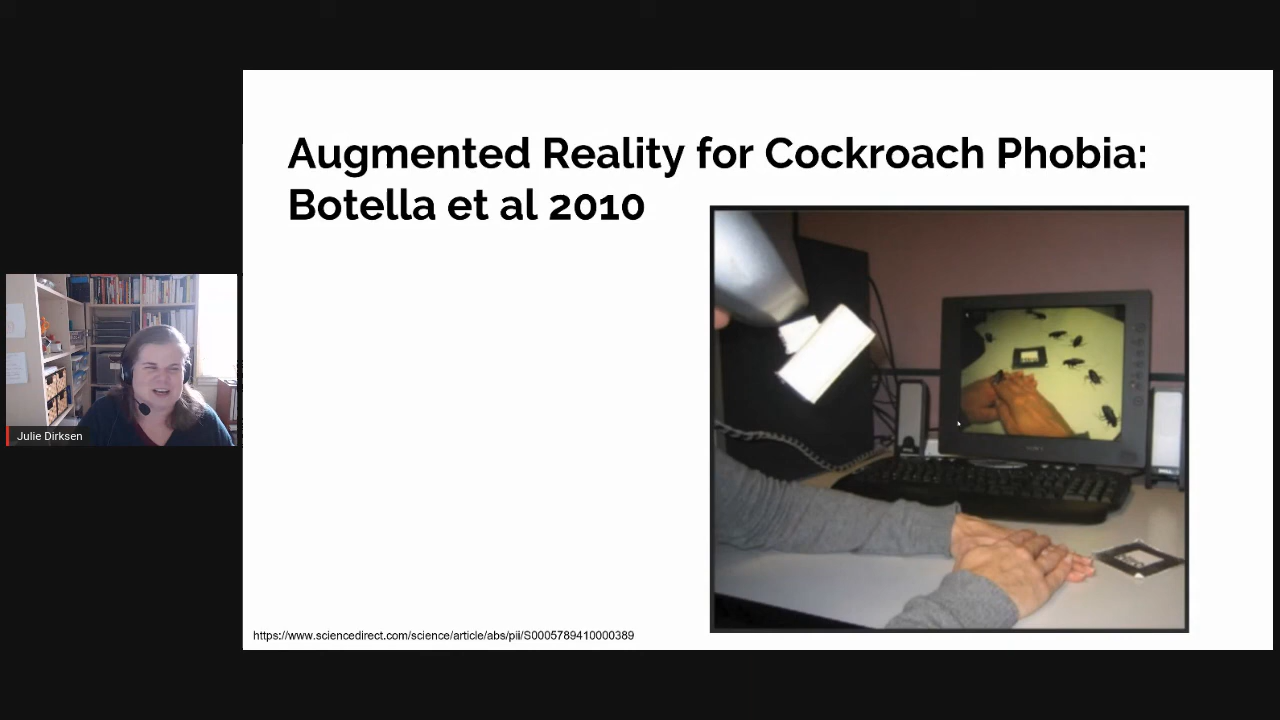 Augmented Reality for Cockroach Phobia:
Botella et al 2010
Julie Dirksen
https://www.sciencedirect.com/science/article/abs/pii/S0005789410000389